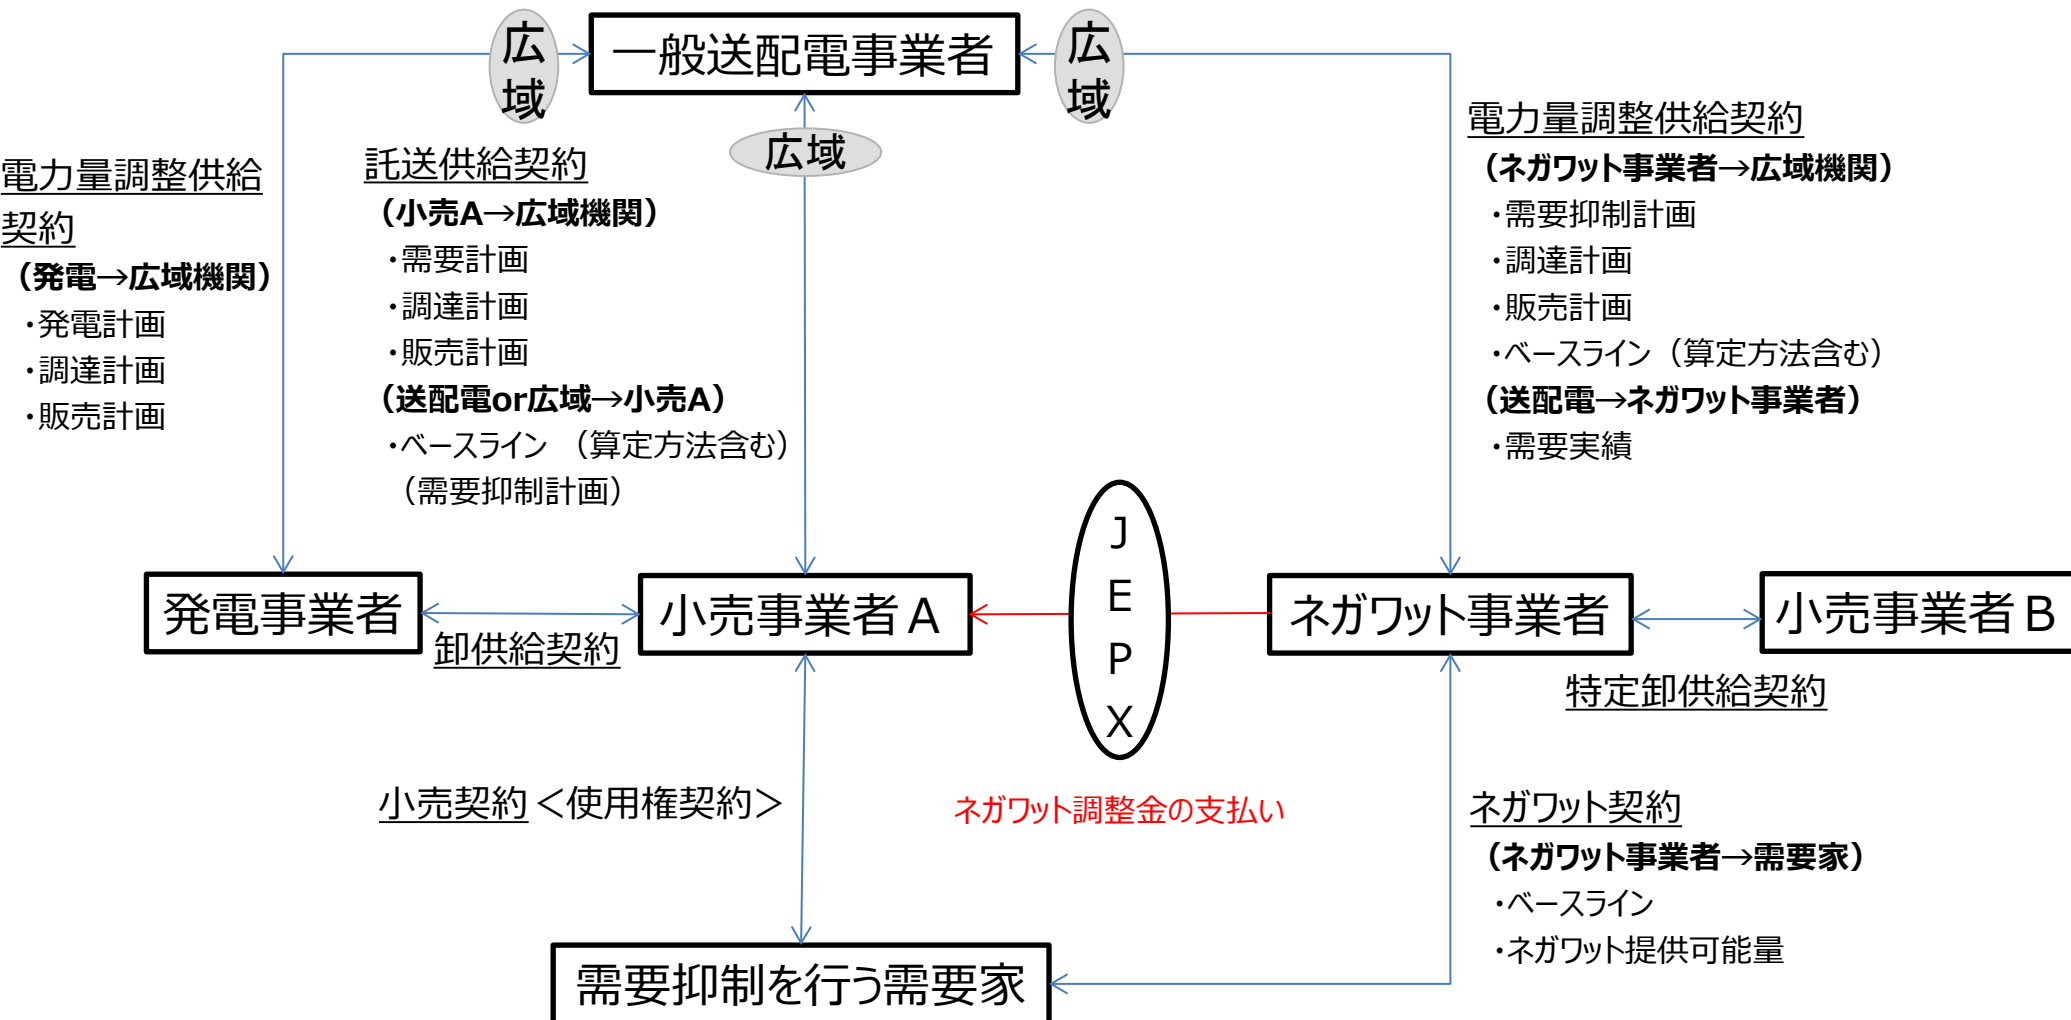 広
域
一般送配電事業者
広
域
広域
電力量調整供給
契約
（発電→広域機関）
・発電計画
・調達計画
・販売計画
託送供給契約
（小売A→広域機関）
・需要計画
・調達計画
・販売計画
（送配電or広域→小売A）
・ベースライン （算定方法含む）
（需要抑制計画）
電力量調整供給契約
（ネガワット事業者→広域機関）
・需要抑制計画
・調達計画
・販売計画
・ベースライン（算定方法含む）
（送配電→ネガワット事業者）
・需要実績
発電事業者
卸供給契約
小売事業者Ａ
J
E
P
X
ネガワット事業者
小売事業者Ｂ
特定卸供給契約
小売契約＜使用権契約＞
ネガワット調整金の支払い
ネガワット契約
（ネガワット事業者→需要家）
・ベースライン
・ネガワット提供可能量
需要抑制を行う需要家